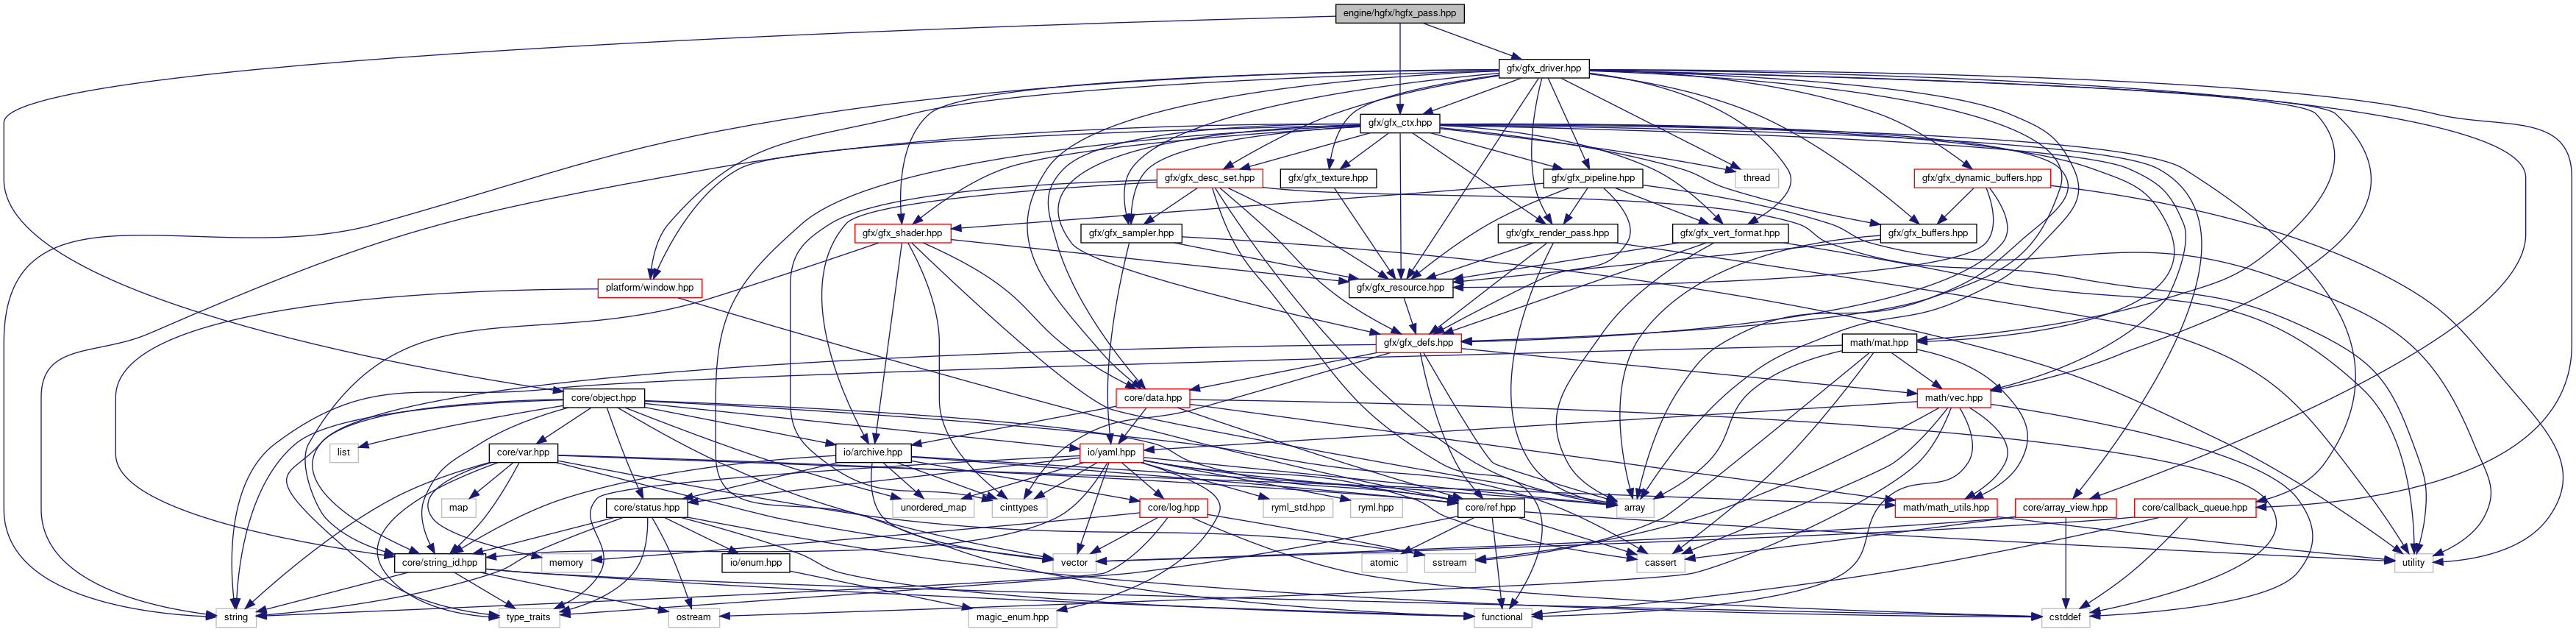 engine/hgfx/hgfx_pass.hpp
gfx/gfx_driver.hpp
gfx/gfx_ctx.hpp
gfx/gfx_desc_set.hpp
gfx/gfx_texture.hpp
gfx/gfx_pipeline.hpp
thread
gfx/gfx_dynamic_buffers.hpp
gfx/gfx_shader.hpp
gfx/gfx_sampler.hpp
gfx/gfx_render_pass.hpp
gfx/gfx_vert_format.hpp
gfx/gfx_buffers.hpp
platform/window.hpp
gfx/gfx_resource.hpp
gfx/gfx_defs.hpp
math/mat.hpp
core/object.hpp
core/data.hpp
math/vec.hpp
list
core/var.hpp
io/archive.hpp
io/yaml.hpp
map
core/status.hpp
unordered_map
cinttypes
core/log.hpp
ryml_std.hpp
ryml.hpp
core/ref.hpp
array
math/math_utils.hpp
core/array_view.hpp
core/callback_queue.hpp
core/string_id.hpp
memory
io/enum.hpp
vector
atomic
sstream
cassert
utility
string
type_traits
ostream
magic_enum.hpp
functional
cstddef